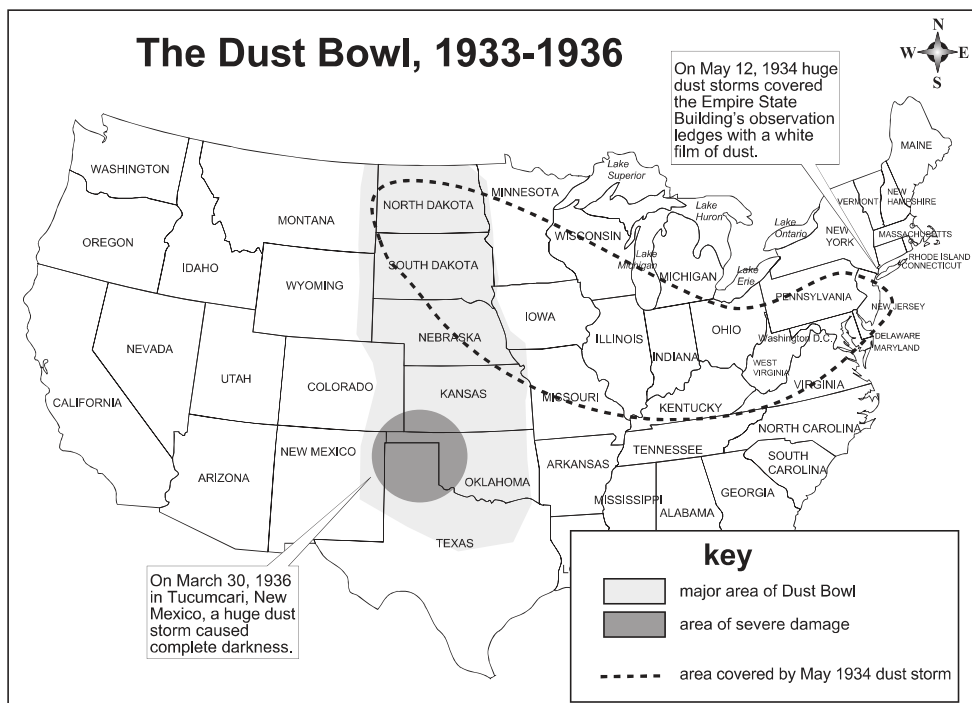 The Dust Bowl, 1933-1936
N
W
E
S
On May 12, 1934 huge
dust storms covered
the Empire State
Building's observation
ledges with a white
film of dust.
WASHINGTON
OREGON
IDAHO
MONTANA
WYOMING
NEVADA
UTAH
CALIFORNIA
COLORADO
ARIZONA
NEW MEXICO
NORTH DAKOTA
SOUTH DAKOTA
NEBRASKA
KANSAS
OKLAHOMA
TEXAS
MINNESOTA
IOWA
MISSOURI
ARKANSAS
WISCONSIN
ILLINOIS
INDIANA
MICHIGAN
OHIO
KENTUCKY
TENNESSEE
MISSISSIPPI
ALABAMA
GEORGIA
SOUTH
CAROLINA
NORTH CAROLINA
VIRGINIA
WEST
VIRGINIA
Washington D.C.
PENNSYLVANIA
NEW
YORK
VERMONT
NEW
HAMPSHIRE
MAINE
MASSACHUSETTS
RHODE ISLAND
CONNECTICUT
NEW JERSEY
DELAWARE
MARYLAND
Lake
Superior
Lake
Michigan
Lake
Huron
Lake
Erie
Lake
Ontario
On March 30, 1936
in Tucumcari, New
Mexico, a huge dust
storm caused
complete darkness.
key
major area of Dust Bowl
area of severe damage
area covered by May 1934 dust storm